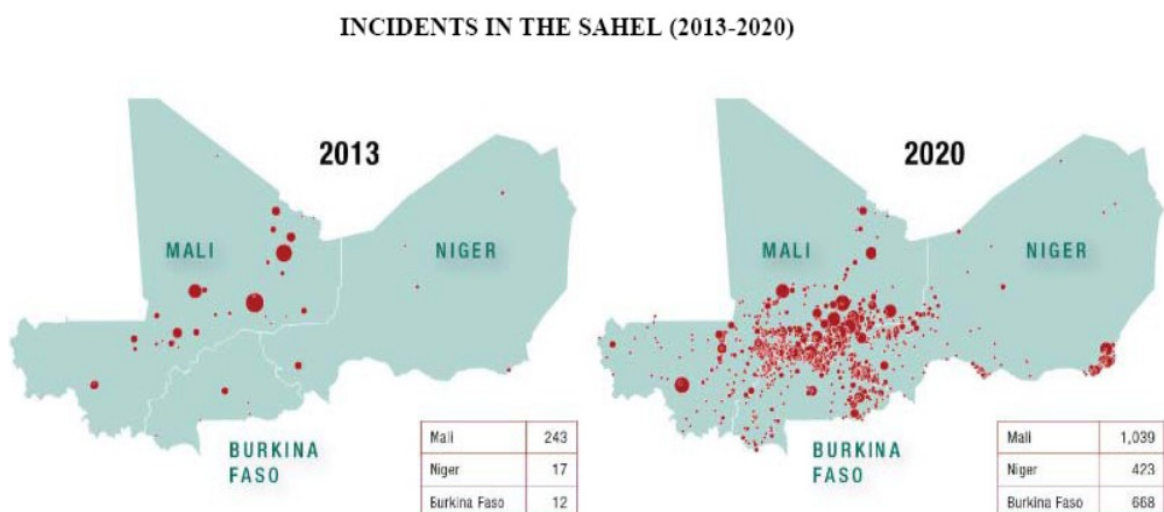 INCIDENTS IN THE SAHEL (2013-2020)
2013
MALI
NIGER
BURKINA
FASO
Mali 243
Niger 17
Burkina Faso 12
2020
MALI
NIGER
BURKINA
FASO
Mali 1,039
Niger 423
Burkina Faso 668